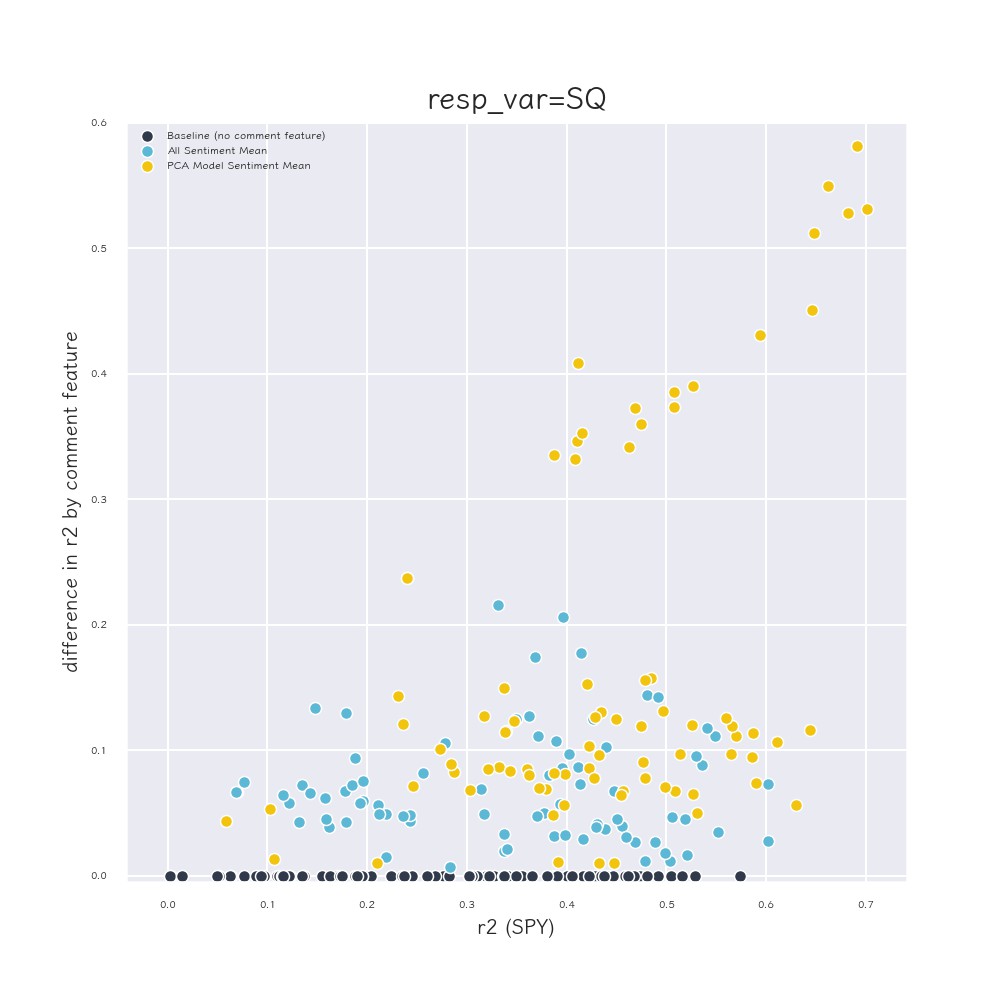 resp_var=SQ
Baseline (no comment feature)
All Sentiment Mean
PCA Model Sentiment Mean
difference in r2 by comment feature
0.6
0.5
0.4
0.3
0.2
0.1
0.0
0.0 0.1 0.2 0.3 0.4 0.5 0.6 0.7
r2 (SPY)